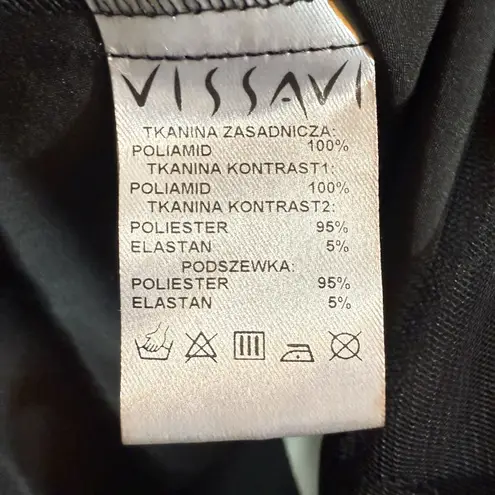 VISSAVI
TKANINA ZASADNICZA:
POLIAMID 100%
TKANINA KONTRAST1:
POLIAMID 100%
TKANINA KONTRAST2:
POLIESTER 95%
ELASTAN 5%
PODSZEWKA:
POLIESTER 95%
ELASTAN 5%